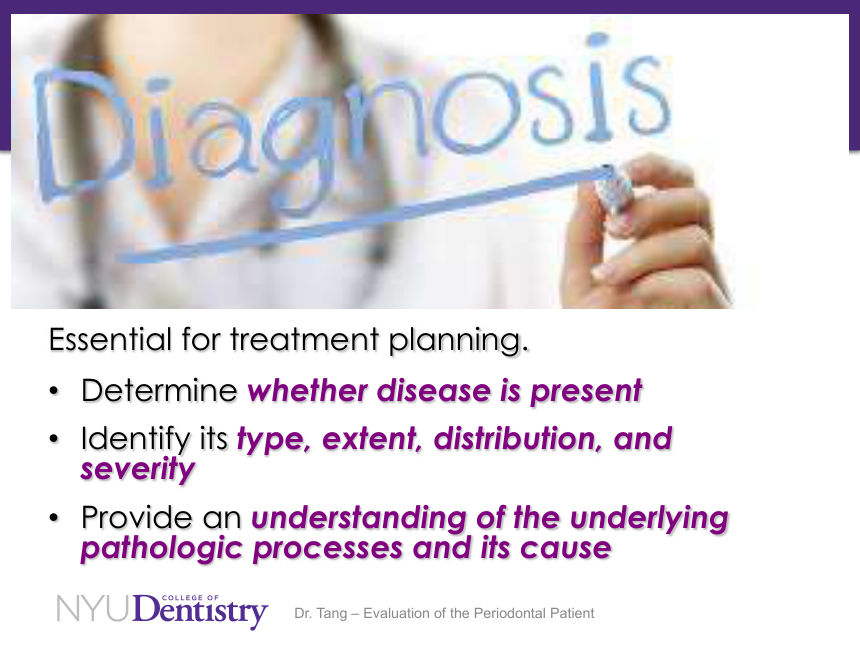 Diagnosis
Essential for treatment planning.
• Determine whether disease is present
• Identify its type, extent, distribution, and
severity
• Provide an understanding of the underlying
pathologic processes and its cause
NYU COLLEGE OF Dentistry
Dr. Tang – Evaluation of the Periodontal Patient